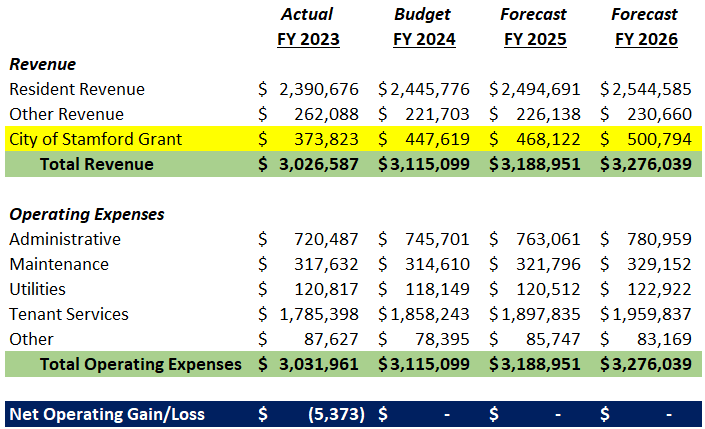 Actual Budget Forecast Forecast
FY 2023 FY 2024 FY 2025 FY 2026
Revenue
Resident Revenue $ 2,390,676 $ 2,445,776 $ 2,494,691 $ 2,544,585
Other Revenue $ 262,088 $ 221,703 $ 226,138 $ 230,660
City of Stamford Grant $ 373,823 $ 447,619 $ 468,122 $ 500,794
Total Revenue $ 3,026,587 $ 3,115,099 $ 3,188,951 $ 3,276,039
Operating Expenses
Administrative $ 720,487 $ 745,701 $ 763,061 $ 780,959
Maintenance $ 317,632 $ 314,610 $ 321,796 $ 329,152
Utilities $ 120,817 $ 118,149 $ 120,512 $ 122,922
Tenant Services $ 1,785,398 $ 1,858,243 $ 1,897,835 $ 1,959,837
Other $ 87,627 $ 78,395 $ 85,747 $ 83,169
Total Operating Expenses $ 3,031,961 $ 3,115,099 $ 3,188,951 $ 3,276,039
Net Operating Gain/Loss $ (5,373) $ - $ - $ -